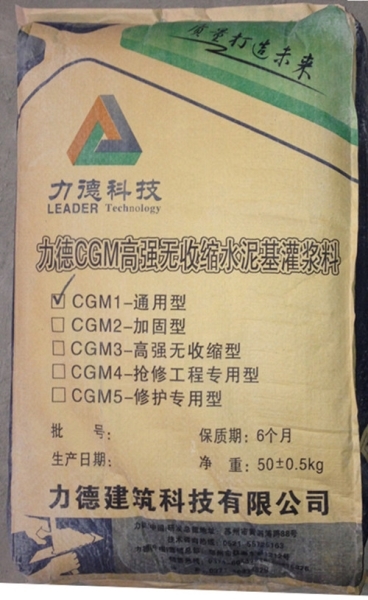 质量打造未来
力德科技
LEADER Technology
力德CGM高强无收缩水泥基灌浆料
CGM1-通用型
CGM2-加固型
CGM3-高强无收缩型
CGM4-抢修工程专用型
CGM5-修护专用型
批 号: 保质期: 6个月
生产日期: 净 重: 50±0.5kg
力德建筑科技有限公司